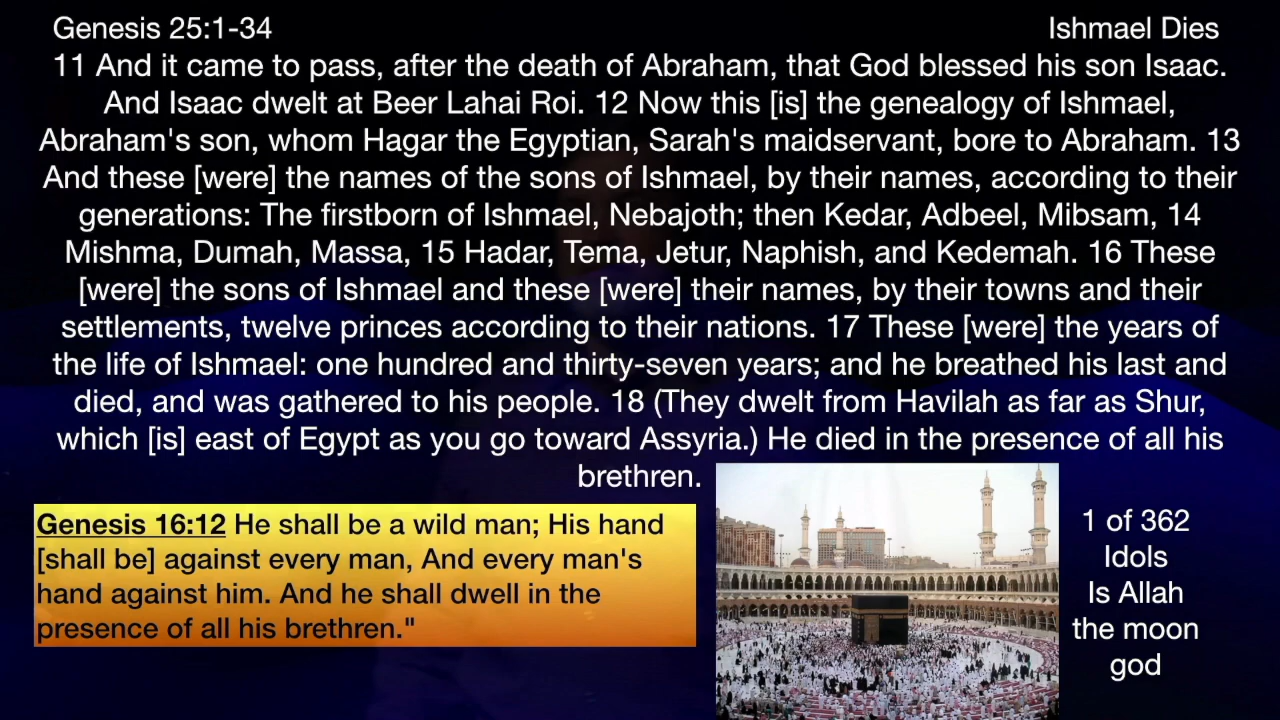 Genesis 25:1-34
Ishmael Dies
11 And it came to pass, after the death of Abraham, that God blessed his son Isaac.
And Isaac dwelt at Beer Lahai Roi. 12 Now this [is] the genealogy of Ishmael,
Abraham's son, whom Hagar the Egyptian, Sarah's maidservant, bore to Abraham. 13
And these [were] the names of the sons of Ishmael, by their names, according to their
generations: The firstborn of Ishmael, Nebajoth; then Kedar, Adbeel, Mibsam, 14
Mishma, Dumah, Massa, 15 Hadar, Tema, Jetur, Naphish, and Kedemah. 16 These
[were] the sons of Ishmael and these [were] their names, by their towns and their
settlements, twelve princes according to their nations. 17 These [were] the years of
the life of Ishmael: one hundred and thirty-seven years; and he breathed his last and
died, and was gathered to his people. 18 (They dwelt from Havilah as far as Shur,
which [is] east of Egypt as you go toward Assyria.) He died in the presence of all his
brethren.
Genesis 16:12 He shall be a wild man; His hand
[shall be] against every man, And every man's
hand against him. And he shall dwell in the
presence of all his brethren."
1 of 362
Idols
Is Allah
the moon
god